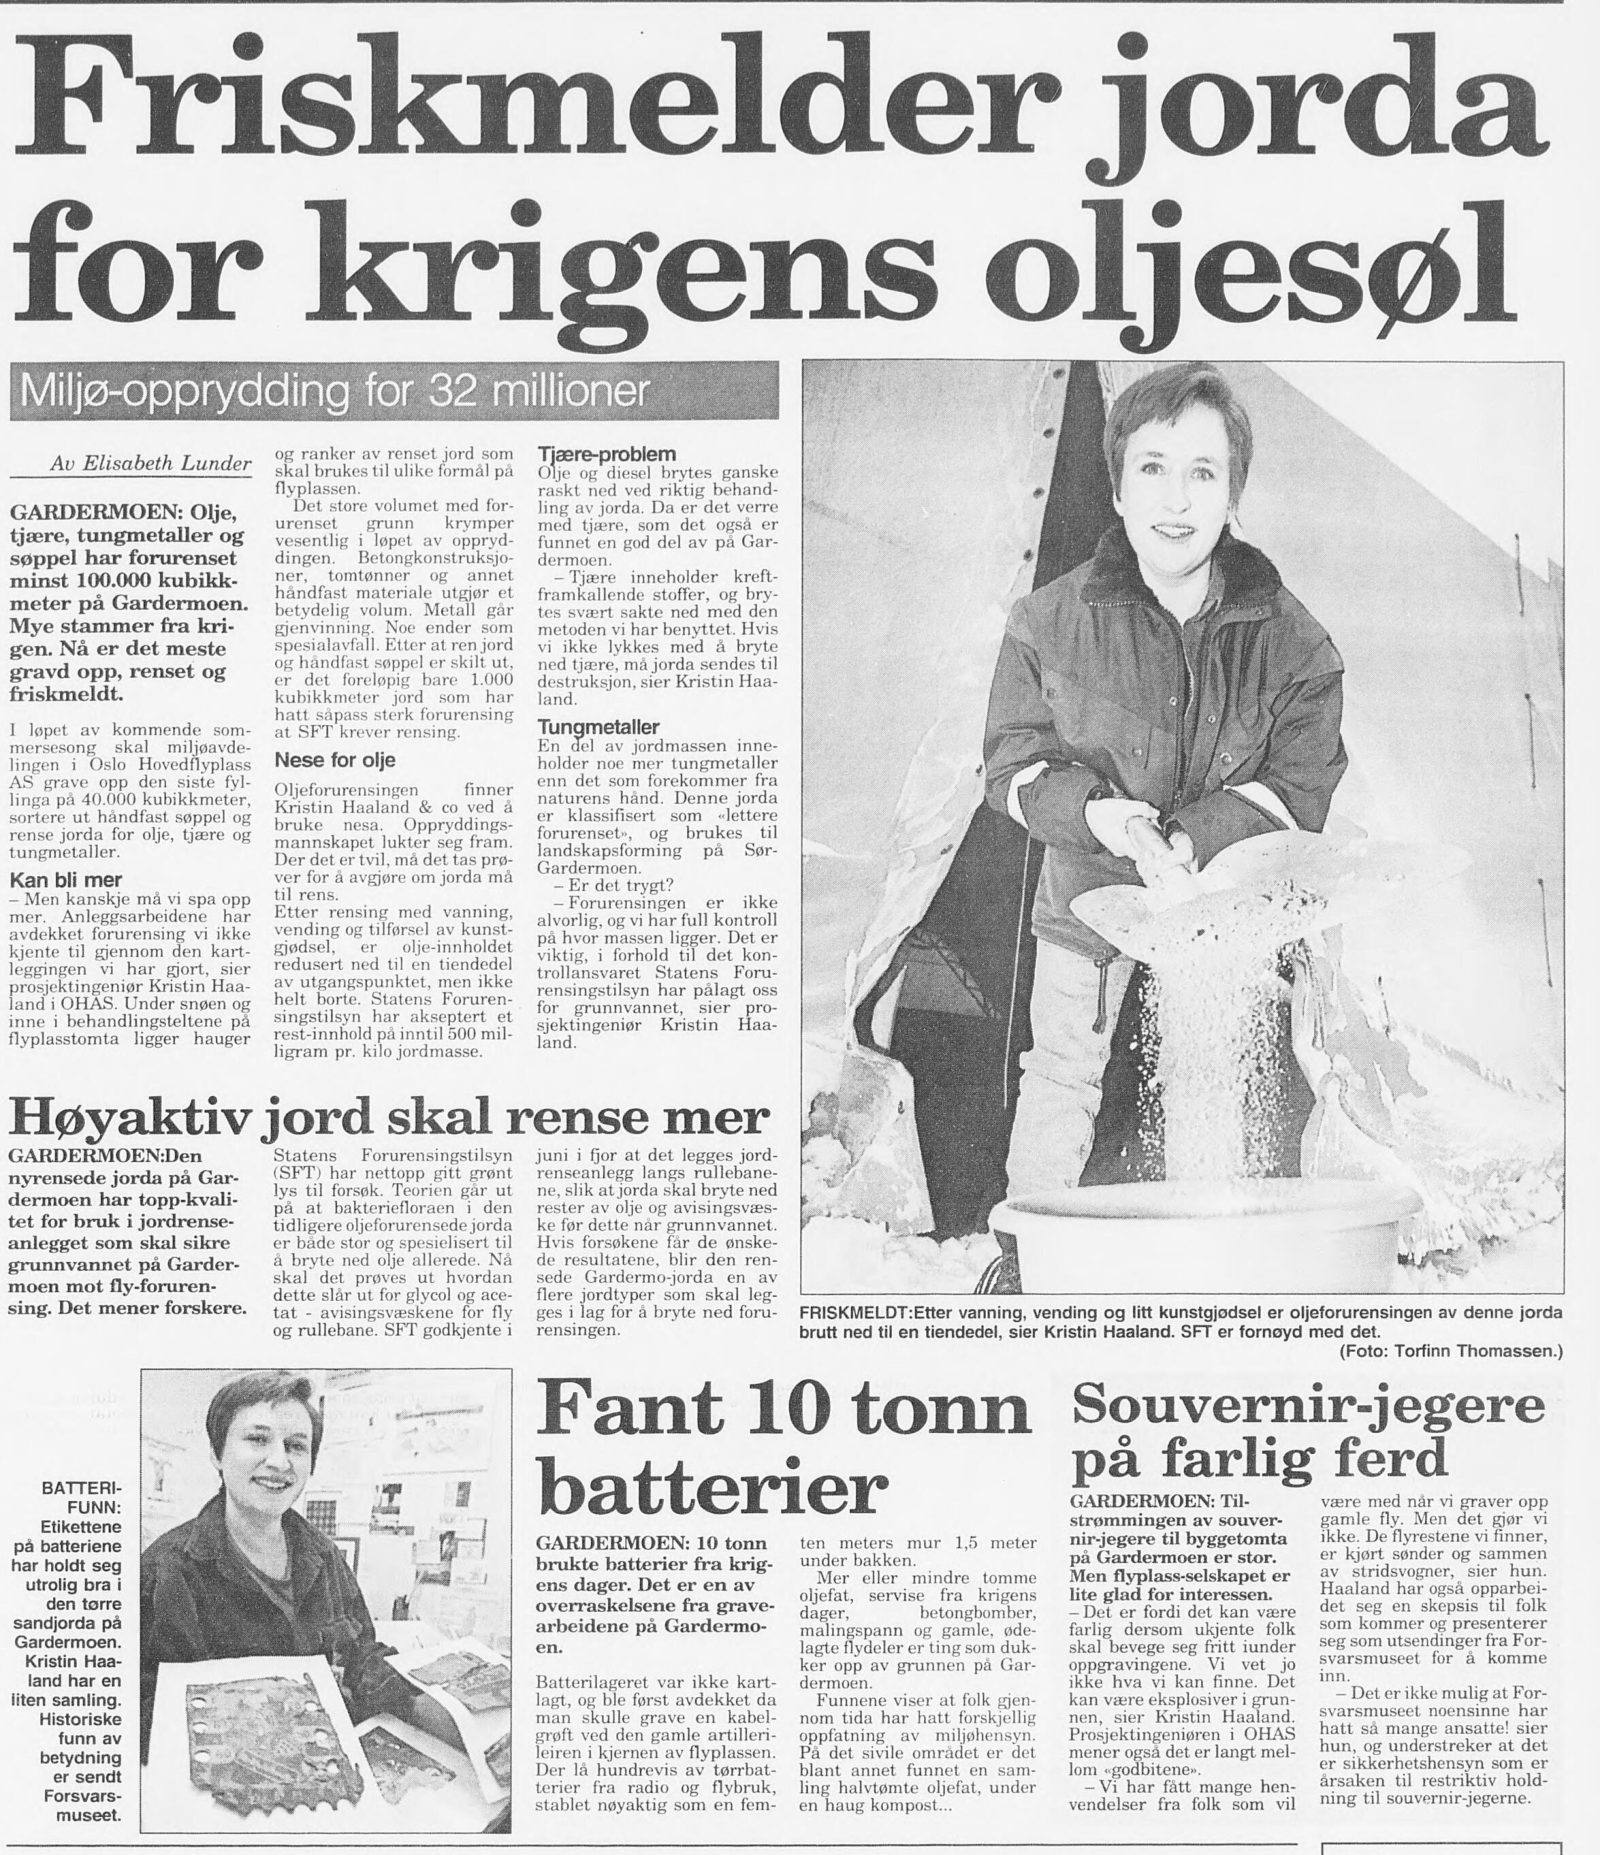 Friskmelder jorda
for krigens oljesøl
Miljø-opprydding for 32 millioner
Av Elisabeth Lunder
GARDERMOEN: Olje,
tjære, tungmetaller og
søppel har forurenset
minst 100.000 kubikk-
meter på Gardermoen.
Mye stammer fra kri-
gen. Nå er det meste
gravd opp, renset og
friskmeldt.
I løpet av kommende som-
mersesong skal miljøavde-
lingen i Oslo Hovedflyplass
AS grave opp den siste fyl-
linga på 40.000 kubikkmeter,
sortere ut håndfast søppel og
rense jorda for olje, tjære og
tungmetaller.
Kan bli mer
– Men kanskje må vi spa opp
mer. Anleggsarbeidene har
avdekket forurensing vi ikke
kjente til gjennom den kart-
leggingen vi har gjort, sier
prosjektingeniør Kristin Haa-
land i OHAS. Under snøen og
inne i behandlingsteltene på
flyplasstomta ligger hauger
og ranker av renset jord som
skal brukes til ulike formål på
flyplassen.
Det store volumet med for-
urenset grunn krymper
vesentlig i løpet av oppryd-
dingen. Betongkonstruksjo-
ner, tomtønner og annet
håndfast materiale utgjør et
betydelig volum. Metall går
gjenvinning. Noe ender som
spesialavfall. Etter at ren jord
og håndfast søppel er skilt ut,
er det foreløpig bare 1.000
kubikkmeter jord som har
hatt såpass sterk forurensing
at SFT krever rensing.
Nese for olje
Oljeforurensingen finner
Kristin Haaland & co ved å
bruke nesa. Oppryddings-
mannskapet lukter seg fram.
Der det er tvil, må det tas prø-
ver for å avgjøre om jorda må
til rens.
Etter rensing med vanning,
vending og tilførsel av kunst-
gjødsel, er olje-innholdet
redusert ned til en tiendedel
av utgangspunktet, men ikke
helt borte. Statens Foruren-
singstilsyn har akseptert et
rest-innhold på inntil 500 mil-
ligram pr. kilo jordmasse.
Tjære-problem
Olje og diesel brytes ganske
raskt ned ved riktig behand-
ling av jorda. Da er det verre
med tjære, som det også er
funnet en god del av på Gar-
dermoen.
– Tjære inneholder kreft-
framkallende stoffer, og bry-
tes svært sakte ned med den
metoden vi har benyttet. Hvis
vi ikke lykkes med å bryte
ned tjære, må jorda sendes til
destruksjon, sier Kristin Haa-
land.
Tungmetaller
En del av jordmassen inne-
holder noe mer tungmetaller
enn det som forekommer fra
naturens hånd. Denne jorda
er klassifisert som «lettere
forurenset», og brukes til
landskapsforming på Sør-
Gardermoen.
– Er det trygt?
– Forurensingen er ikke
alvorlig, og vi har full kontroll
på hvor massen ligger. Det er
viktig, i forhold til det kon-
trollansvaret Statens Foru-
rensingstilsyn har pålagt oss
for grunnvannet, sier pro-
sjektingeniør Kristin Haa-
land.
FRISKMELDT:Etter vanning, vending og litt kunstgjødsel er oljeforurensingen av denne jorda
brutt ned til en tiendedel, sier Kristin Haaland. SFT er fornøyd med det.
(Foto: Torfinn Thomassen.)
Høyaktiv jord skal rense mer
GARDERMOEN:Den
nyrensede jorda på Gar-
dermoen har topp-kvali-
tet for bruk i jordrense-
anlegget som skal sikre
grunnvannet på Garder-
moen mot fly-foruren-
sing. Det mener forskere.
Statens Forurensingstilsyn
(SFT) har nettopp gitt grønt
lys til forsøk. Teorien går ut
på at bakteriefloraen i den
tidligere oljeforurensede jorda
er både stor og spesielisert til
å bryte ned olje allerede. Nå
skal det prøves ut hvordan
dette slår ut for glycol og ace-
tat - avisingsvæskene for fly
og rullebane. SFT godkjente i
juni i fjor at det legges jord-
renseanlegg langs rullebane-
ne, slik at jorda skal bryte ned
rester av olje og avisingsvæs-
ke før dette når grunnvannet.
Hvis forsøkene får de ønske-
de resultatene, blir den ren-
sede Gardermo-jorda en av
flere jordtyper som skal leg-
ges i lag for å bryte ned foru-
rensingen.
BATTERI-
FUNN:
Etikettene
på batteriene
har holdt seg
utrolig bra i
den tørre
sandjorda på
Gardermoen.
Kristin Haa-
land har en
liten samling.
Historiske
funn av
betydning
er sendt
Forsvars-
museet.
Fant 10 tonn
batterier
GARDERMOEN: 10 tonn
brukte batterier fra krig-
ens dager. Det er en av
overraskelsene fra grave-
arbeidene på Gardermo-
en.
Batterilageret var ikke kart-
lagt, og ble først avdekket da
man skulle grave en kabel-
grøft ved den gamle artilleri-
leiren i kjernen av flyplassen.
Der lå hundrevis av tørrbat-
terier fra radio og flybruk,
stablet nøyaktig som en fem-
ten meters mur 1,5 meter
under bakken.
Mer eller mindre tomme
oljefat, servise fra krigens
dager, betongbomber,
malingspann og gamle, øde-
lagte flydeler er ting som duk-
ker opp av grunnen på Gar-
dermoen.
Funnene viser at folk gjen-
nom tida har hatt forskjellig
oppfatning av miljøhensyn.
På det sivile området er det
blant annet funnet en sam-
ling halvtømte oljefat, under
en haug kompost...
Souvernir-jegere
på farlig ferd
GARDERMOEN: Til-
strømmingen av souver-
nir-jegere til byggetomta
på Gardermoen er stor.
Men flyplass-selskapet er
lite glad for interessen.
– Det er fordi det kan være
farlig dersom ukjente folk
skal bevege seg fritt iunder
oppgravingene. Vi vet jo
ikke hva vi kan finne. Det
kan være eksplosiver i grun-
nen, sier Kristin Haaland.
Prosjektingeniøren i OHAS
mener også det er langt mel-
lom «godbitene».
– Vi har fått mange hen-
vendelser fra folk som vil
være med når vi graver opp
gamle fly. Men det gjør vi
ikke. De flyrestene vi finner,
er kjørt sønder og sammen
av stridsvogner, sier hun.
Haaland har også opparbei-
det seg en skepsis til folk
som kommer og presenterer
seg som utsendinger fra For-
svarsmuseet for å komme
inn.
– Det er ikke mulig at For-
svarsmuseet noensinne har
hatt så mange ansatte! sier
hun, og understreker at det
er sikkerhetshensyn som er
årsaken til restriktiv hold-
ning til souvernir-jegerne.